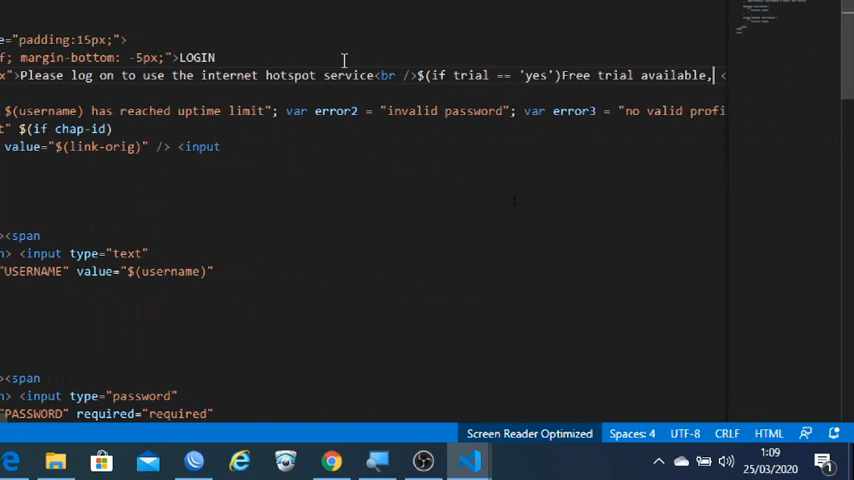 e="padding:15px;">
f; margin-bottom: -5px;">LOGIN
x">Please log on to use the internet hotspot service<br />$(if trial == 'yes')Free trial available, <
$(username) has reached uptime limit"; var error2 = "invalid password"; var error3 = "no valid profi
t" $(if chap-id)
value="$(link-orig)" /> <input
><span
n> <input type="text"
"USERNAME" value="$(username)"
><span
n> <input type="password"
"PASSWORD" required="required"
Screen Reader Optimized Spaces: 4 UTF-8 CRLF HTML
1:09
25/03/2020
1